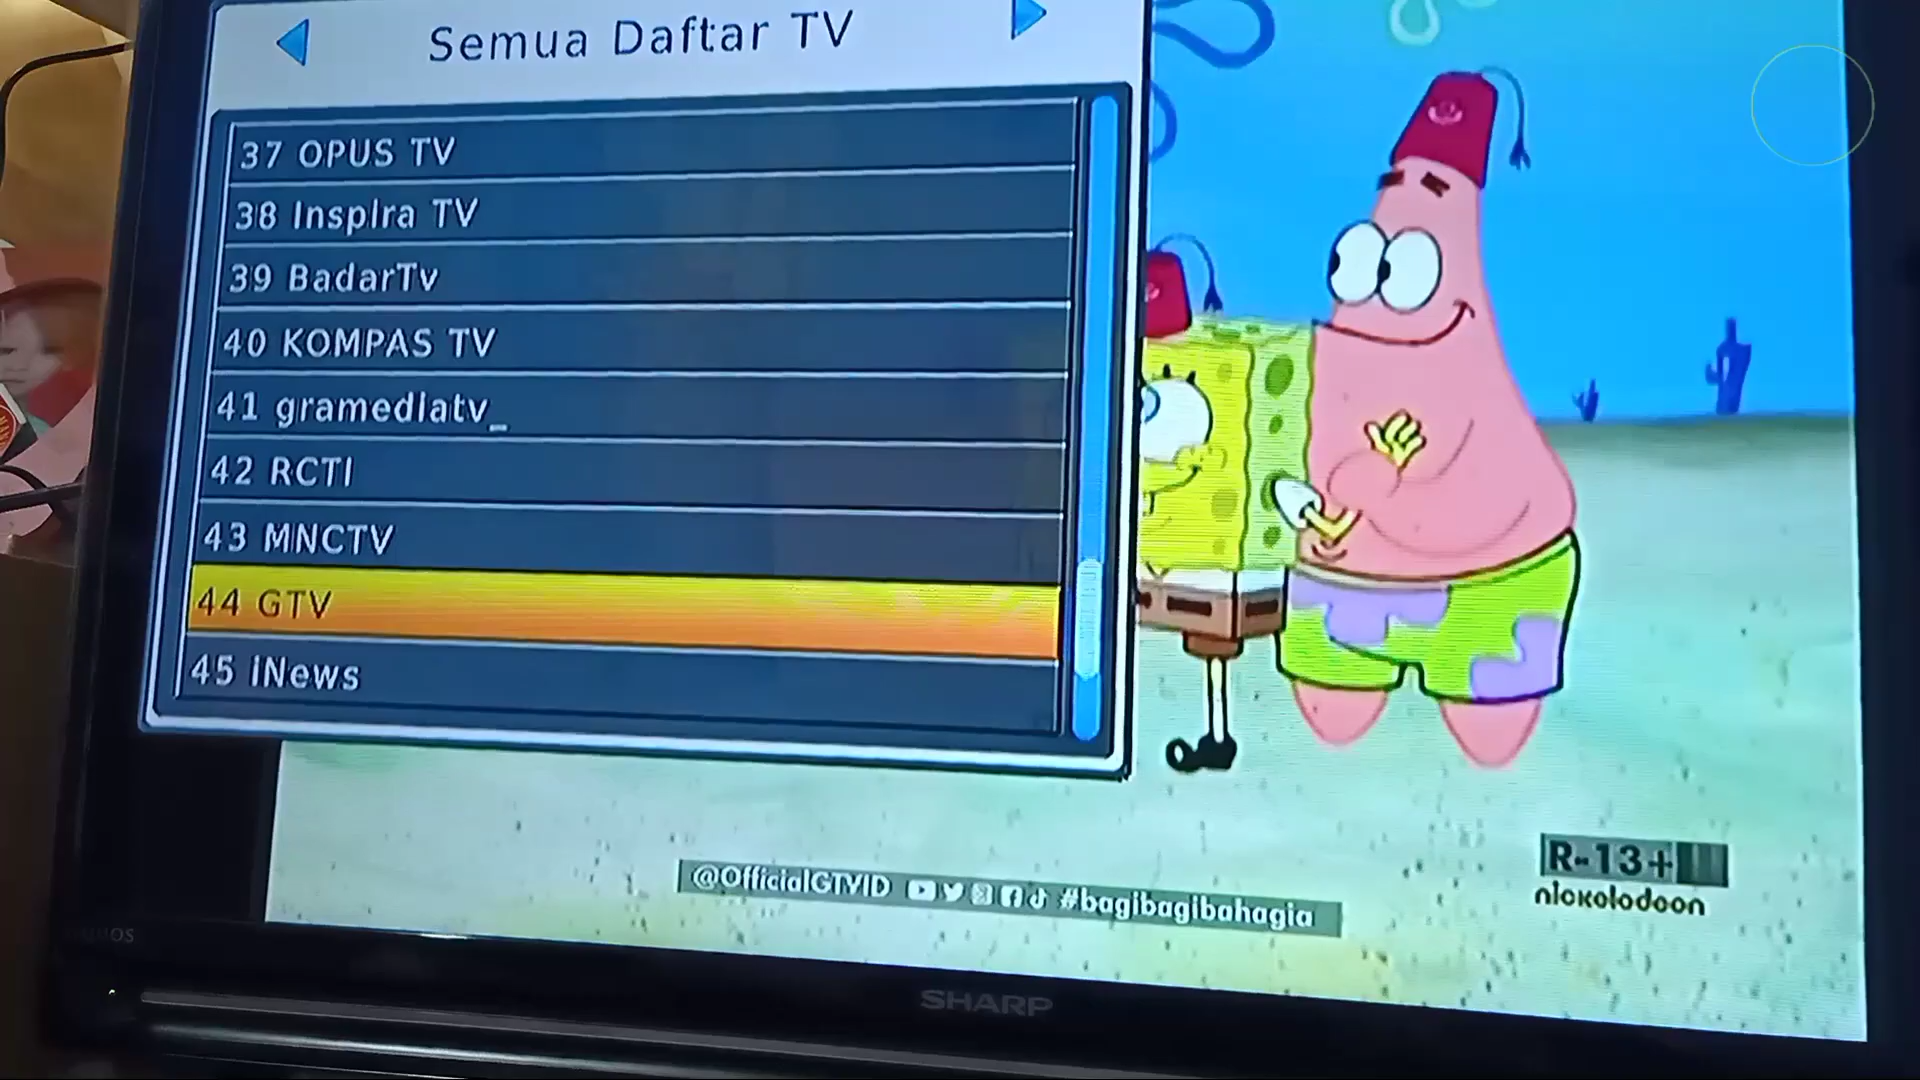 Semua Daftar TV
37 OPUS TV
38 Inspira TV
39 BadarTv
40 KOMPAS TV
41 gramediatv_
42 RCTI
43 MNCTV
44 GTV
45 iNews
@OfficialGTVID #bagibagibahagia
R-13+
nickelodeon
SHARP